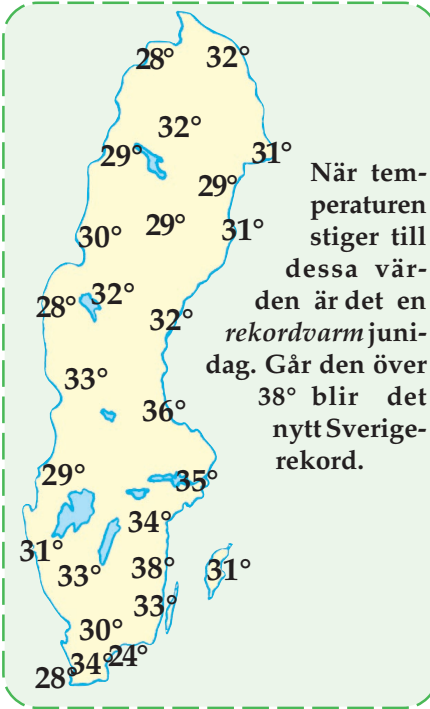 28° 32°
32°
29° 31°
29°
29° 31°
30°
32°
28° 32°
33°
36°
29° 35°
34°
31° 38° 31°
33°
33°
30°
24°
34°
28°
När tem-
peraturen
stiger till
dessa vär-
den är det en
rekordvarm juni-
dag. Går den över
38° blir det
nytt Sverige-
rekord.